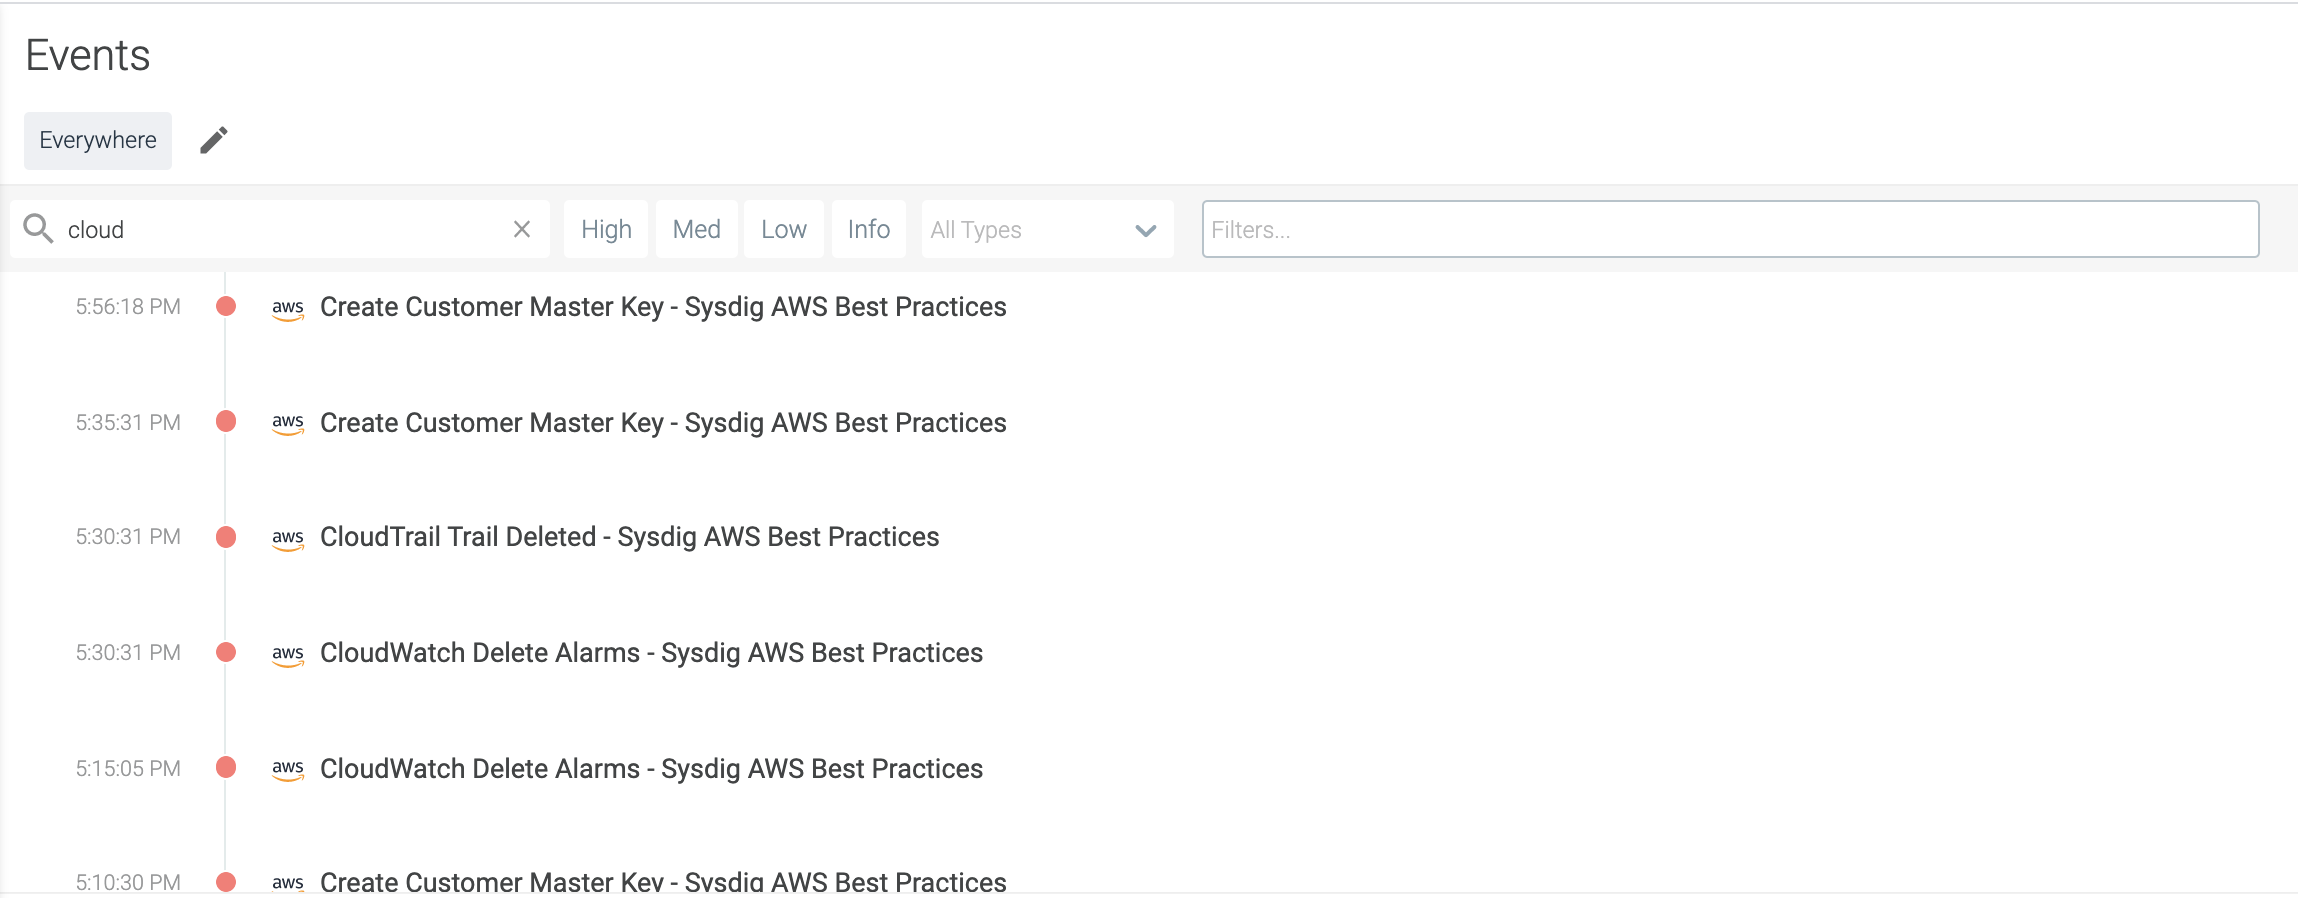 Events
Everywhere
cloud High Med Low Info All Types Filters...
5:56:18 PM aws Create Customer Master Key - Sysdig AWS Best Practices
5:35:31 PM aws Create Customer Master Key - Sysdig AWS Best Practices
5:30:31 PM aws CloudTrail Trail Deleted - Sysdig AWS Best Practices
5:30:31 PM aws CloudWatch Delete Alarms - Sysdig AWS Best Practices
5:15:05 PM aws CloudWatch Delete Alarms - Sysdig AWS Best Practices
5:10:30 PM aws Create Customer Master Key - Sysdig AWS Best Practices